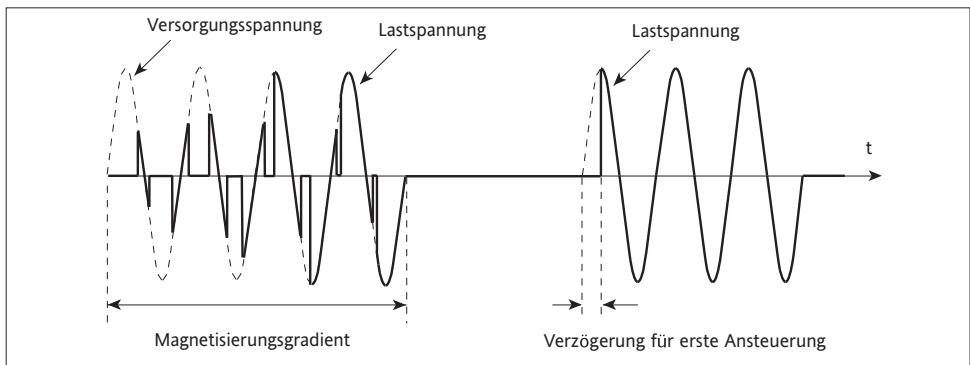 Versorgungsspannung
Lastspannung
Lastspannung
t
Magnetisierungsgradient
Verzögerung für erste Ansteuerung